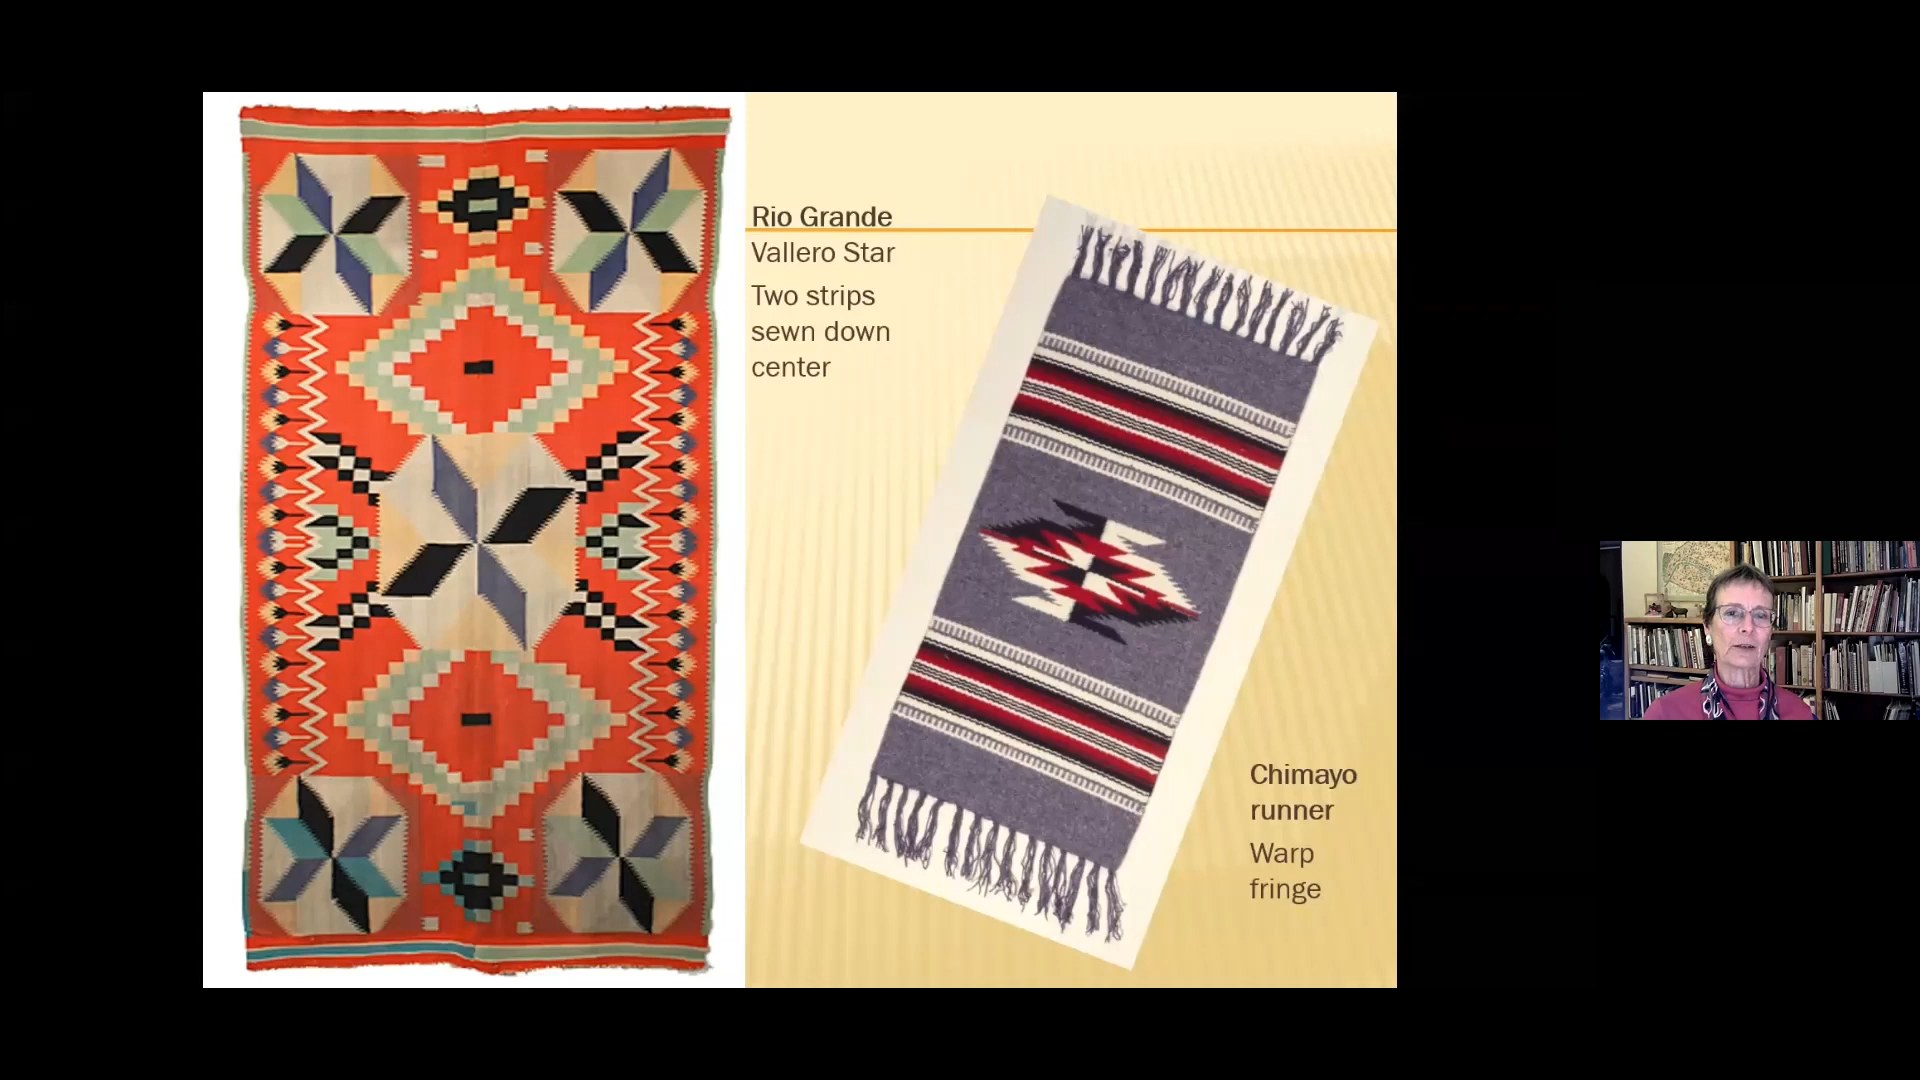 Rio Grande
Vallero Star
Two strips
sewn down
center
Chimayo
runner
Warp
fringe